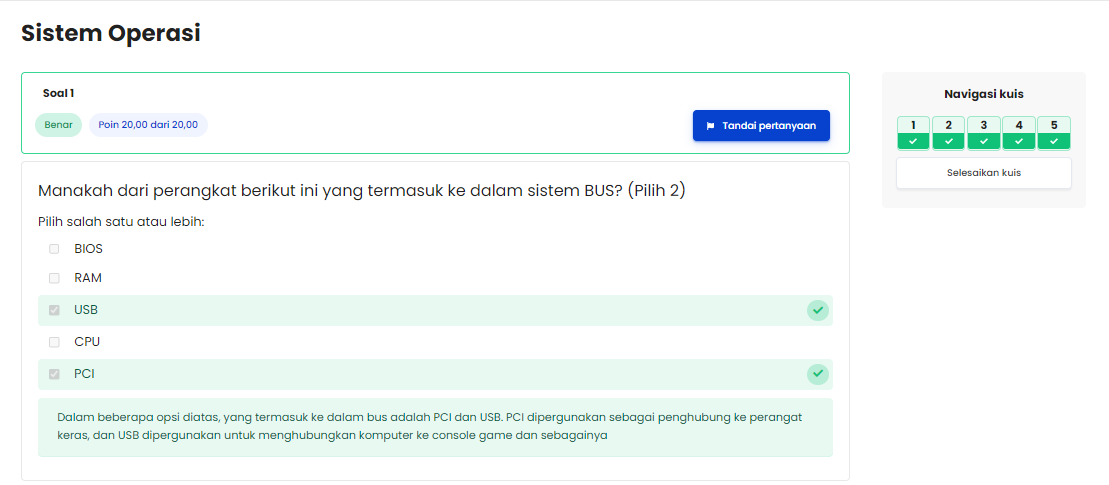 Sistem Operasi
Soal 1
Benar
Poin 20,00 dari 20,00
Tandai pertanyaan
Manakah dari perangkat berikut ini yang termasuk ke dalam sistem BUS? (Pilih 2)
Pilih salah satu atau lebih:
BIOS
RAM
USB
CPU
PCI
Dalam beberapa opsi diatas, yang termasuk ke dalam bus adalah PCI dan USB. PCI dipergunakan sebagai penghubung ke perangat
keras, dan USB dipergunakan untuk menghubungkan komputer ke console game dan sebagainya
Navigasi kuis
1 2 3 4 5
Selesaikan kuis